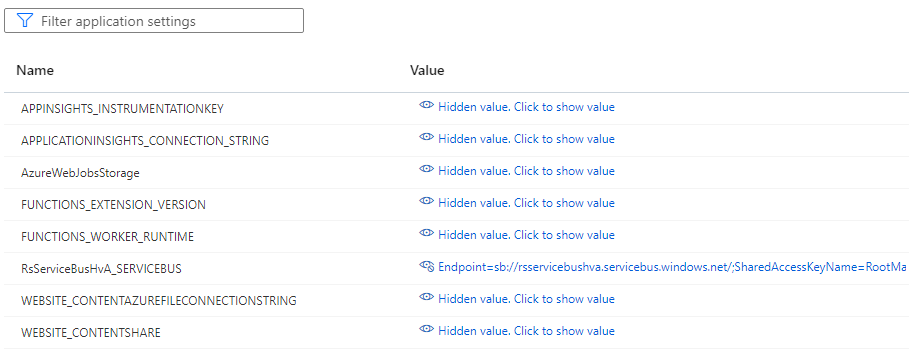 Filter application settings
Name Value
APPINSIGHTS_INSTRUMENTATIONKEY Hidden value. Click to show value
APPLICATIONINSIGHTS_CONNECTION_STRING Hidden value. Click to show value
AzureWebJobsStorage Hidden value. Click to show value
FUNCTIONS_EXTENSION_VERSION Hidden value. Click to show value
FUNCTIONS_WORKER_RUNTIME Hidden value. Click to show value
RsServiceBusHvA_SERVICEBUS Endpoint=sb://rsservicebushva.servicebus.windows.net/;SharedAccessKeyName=RootMa
WEBSITE_CONTENTAZUREFILECONNECTIONSTRING Hidden value. Click to show value
WEBSITE_CONTENTSHARE Hidden value. Click to show value